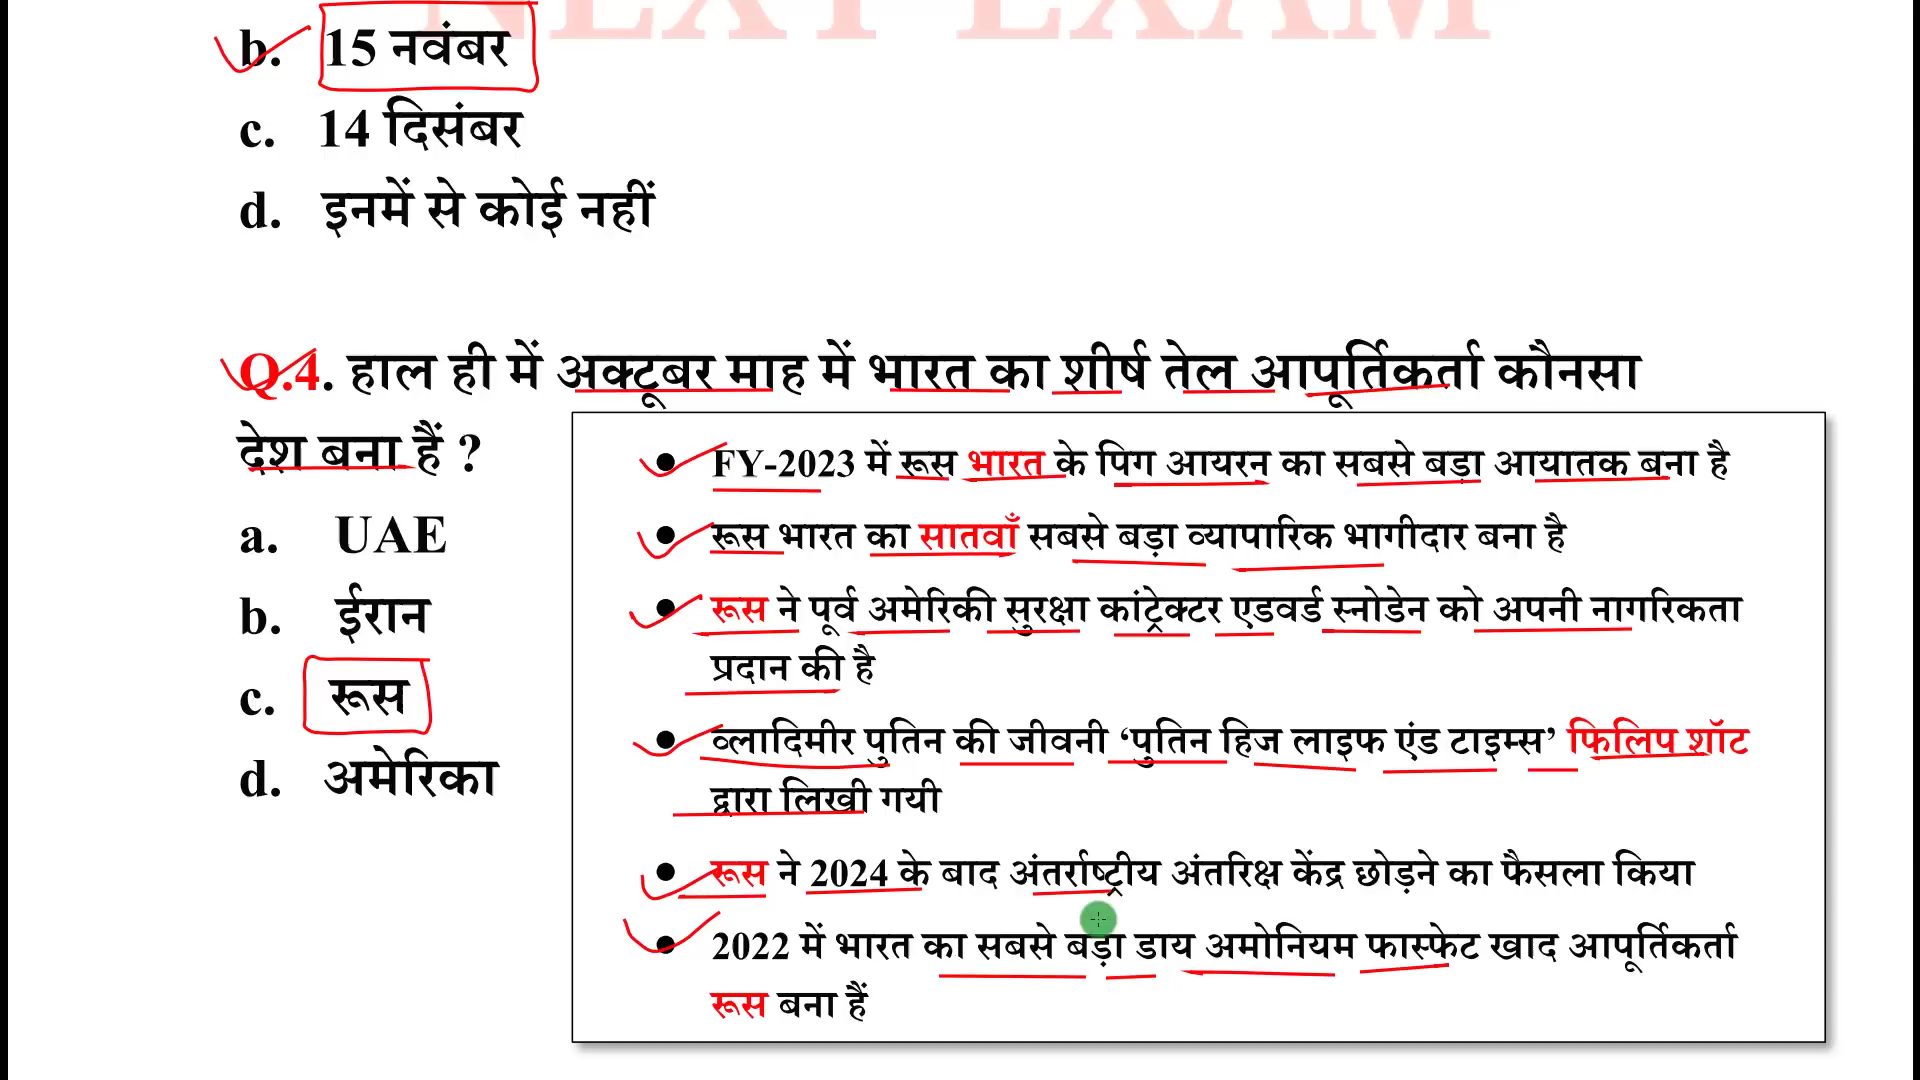 NEXT EXAM
b. 15 नवंबर
c. 14 दिसंबर
d. इनमें से कोई नहीं
Q.4. हाल ही में अक्टूबर माह में भारत का शीर्ष तेल आपूर्तिकर्ता कौनसा
देश बना हैं ?
a. UAE
b. ईरान
c. रूस
d. अमेरिका
• FY-2023 में रूस भारत के पिग आयरन का सबसे बड़ा आयातक बना है
• रूस भारत का सातवाँ सबसे बड़ा व्यापारिक भागीदार बना है
• रूस ने पूर्व अमेरिकी सुरक्षा कांट्रेक्टर एडवर्ड स्नोडेन को अपनी नागरिकता
प्रदान की है
• व्लादिमीर पुतिन की जीवनी ‘पुतिन हिज लाइफ एंड टाइम्स’ फिलिप शॉट
द्वारा लिखी गयी
• रूस ने 2024 के बाद अंतर्राष्ट्रीय अंतरिक्ष केंद्र छोड़ने का फैसला किया
• 2022 में भारत का सबसे बड़ा डाय अमोनियम फास्फेट खाद आपूर्तिकर्ता
रूस बना हैं